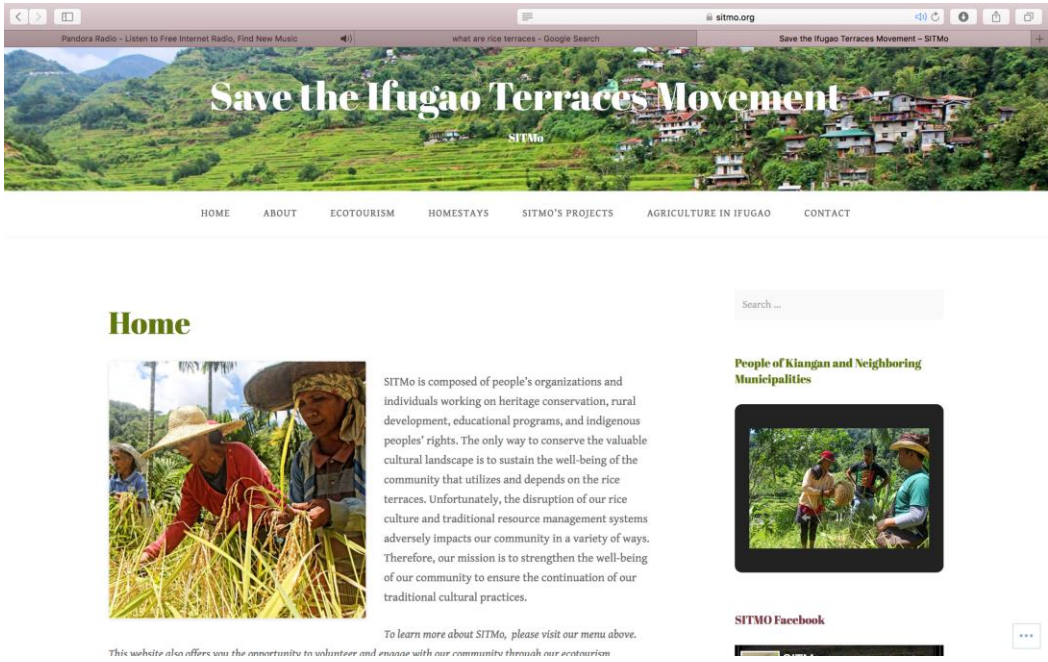 sitmo.org
Pandora Radio - Listen to Free Internet Radio, Find New Music
what are rice terraces - Google Search
Save the Ifugao Terraces Movement – SITMo
Save the Ifugao Terraces Movement
SITMo
HOME ABOUT ECOTOURISM HOMESTAYS SITMO'S PROJECTS AGRICULTURE IN IFUGAO CONTACT
Home
SITMo is composed of people's organizations and
individuals working on heritage conservation, rural
development, educational programs, and indigenous
peoples' rights. The only way to conserve the valuable
cultural landscape is to sustain the well-being of the
community that utilizes and depends on the rice
terraces. Unfortunately, the disruption of our rice
culture and traditional resource management systems
adversely impacts our community in a variety of ways.
Therefore, our mission is to strengthen the well-being
of our community to ensure the continuation of our
traditional cultural practices.
To learn more about SITMo, please visit our menu above.
This website also offers you the opportunity to volunteer and engage with our community through our ecotourism
Search ...
People of Kiangan and Neighboring
Municipalities
SITMO Facebook